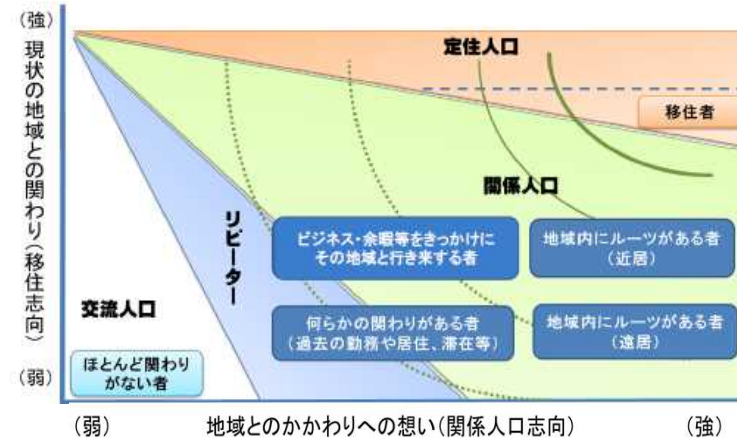 (強)
現状の地域との関わり(移住志向)
(弱)
定住人口
移住者
関係人口
リピーター
ビジネス・余暇等をきっかけに
その地域と行き来する者
地域内にルーツがある者
(近居)
交流人口
何らかの関わりがある者
(過去の勤務や居住、滞在等)
地域内にルーツがある者
(遠居)
ほとんど関わり
がない者
(弱)
地域とのかかわりへの想い(関係人口志向)
(強)